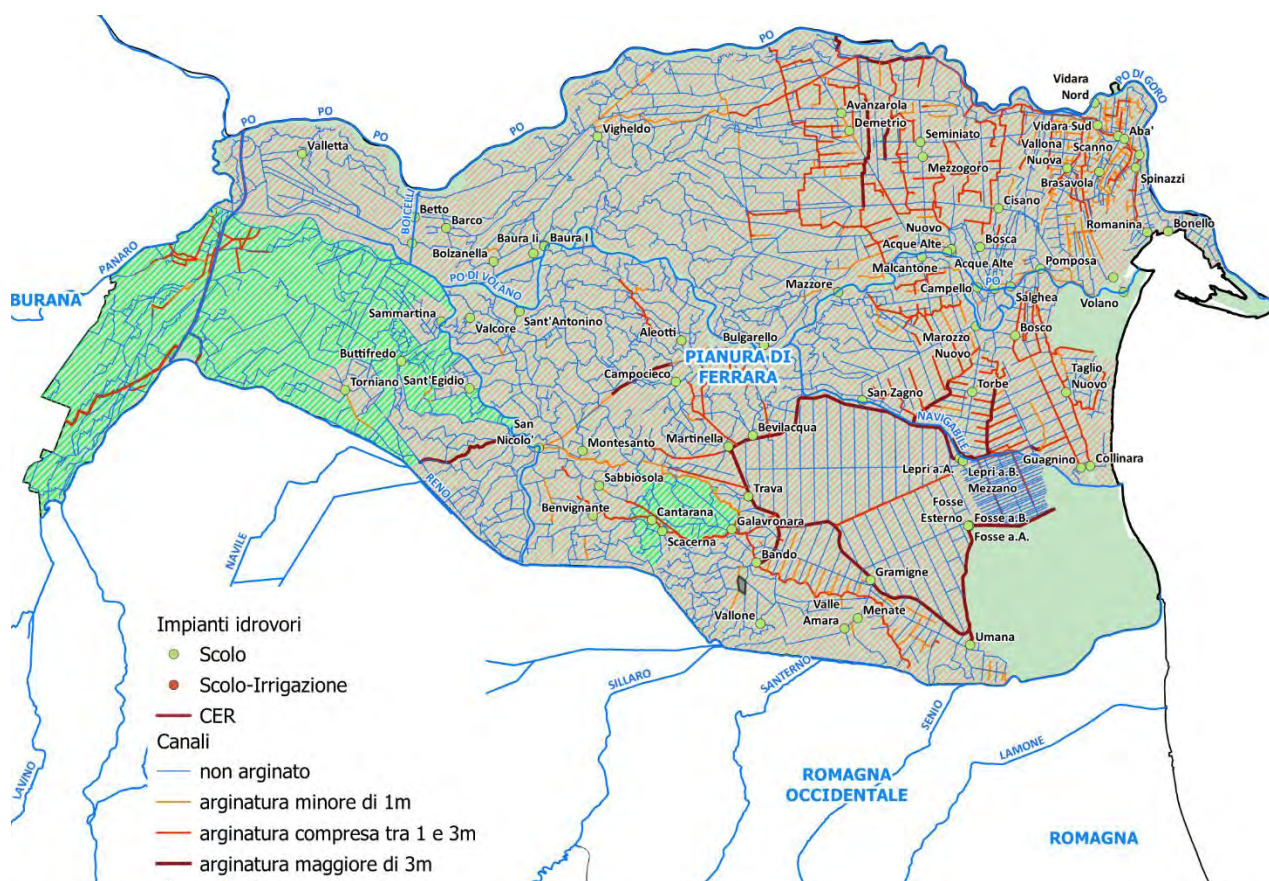 PO
PO
PO
PO
PO
PO DI GORO
Vidara
Nord
Avanzarola
Demetrio
Vigheldo
Seminiato
Mezzogoro
Vidara Sud
Aba'
Vallona
Scanno
Nuova
Brasavola
Spinazzi
Valletta
Cisano
Romanina
Bonello
BOICELLI
Betto
Barco
Baura Ii
Baura I
Bolzanella
Nuovo
Acque Alte
Bosca
Acque Alte
Malcantone
Pomposa
PANARO
BURANA
PO DI VOLANO
Mazzore
Campello
PO
Salghea
Volano
Sammartina
Valcore
Sant'Antonino
Aleotti
Bulgarello
Marozzo
Nuovo
Bosco
PIANURA DI
FERRARA
Buttifredo
Torniano
Sant'Egidio
Campocieco
San Zagno
Torbe
Taglio
Nuovo
NAVIGABILE
San
Nicolo'
Montesanto
Martinella
Bevilacqua
Guagnino
Collinara
Lepri a.A.
Lepri a.B.
Mezzano
RENO
Sabbiosola
Trava
Fosse
Esterno
Fosse a.B.
Fosse a.A.
Benvignante
Cantarana
Galavronara
Scacerna
Bando
Gramigne
NAVILE
Vallone
Valle
Amara
Menate
Umana
Impianti idrovori
Scolo
Scolo-Irrigazione
CER
Canali
non arginato
arginatura minore di 1m
arginatura compresa tra 1 e 3m
arginatura maggiore di 3m
LAVINO
SILLARO
SANTERNO
SENIO
LAMONE
ROMAGNA
OCCIDENTALE
ROMAGNA